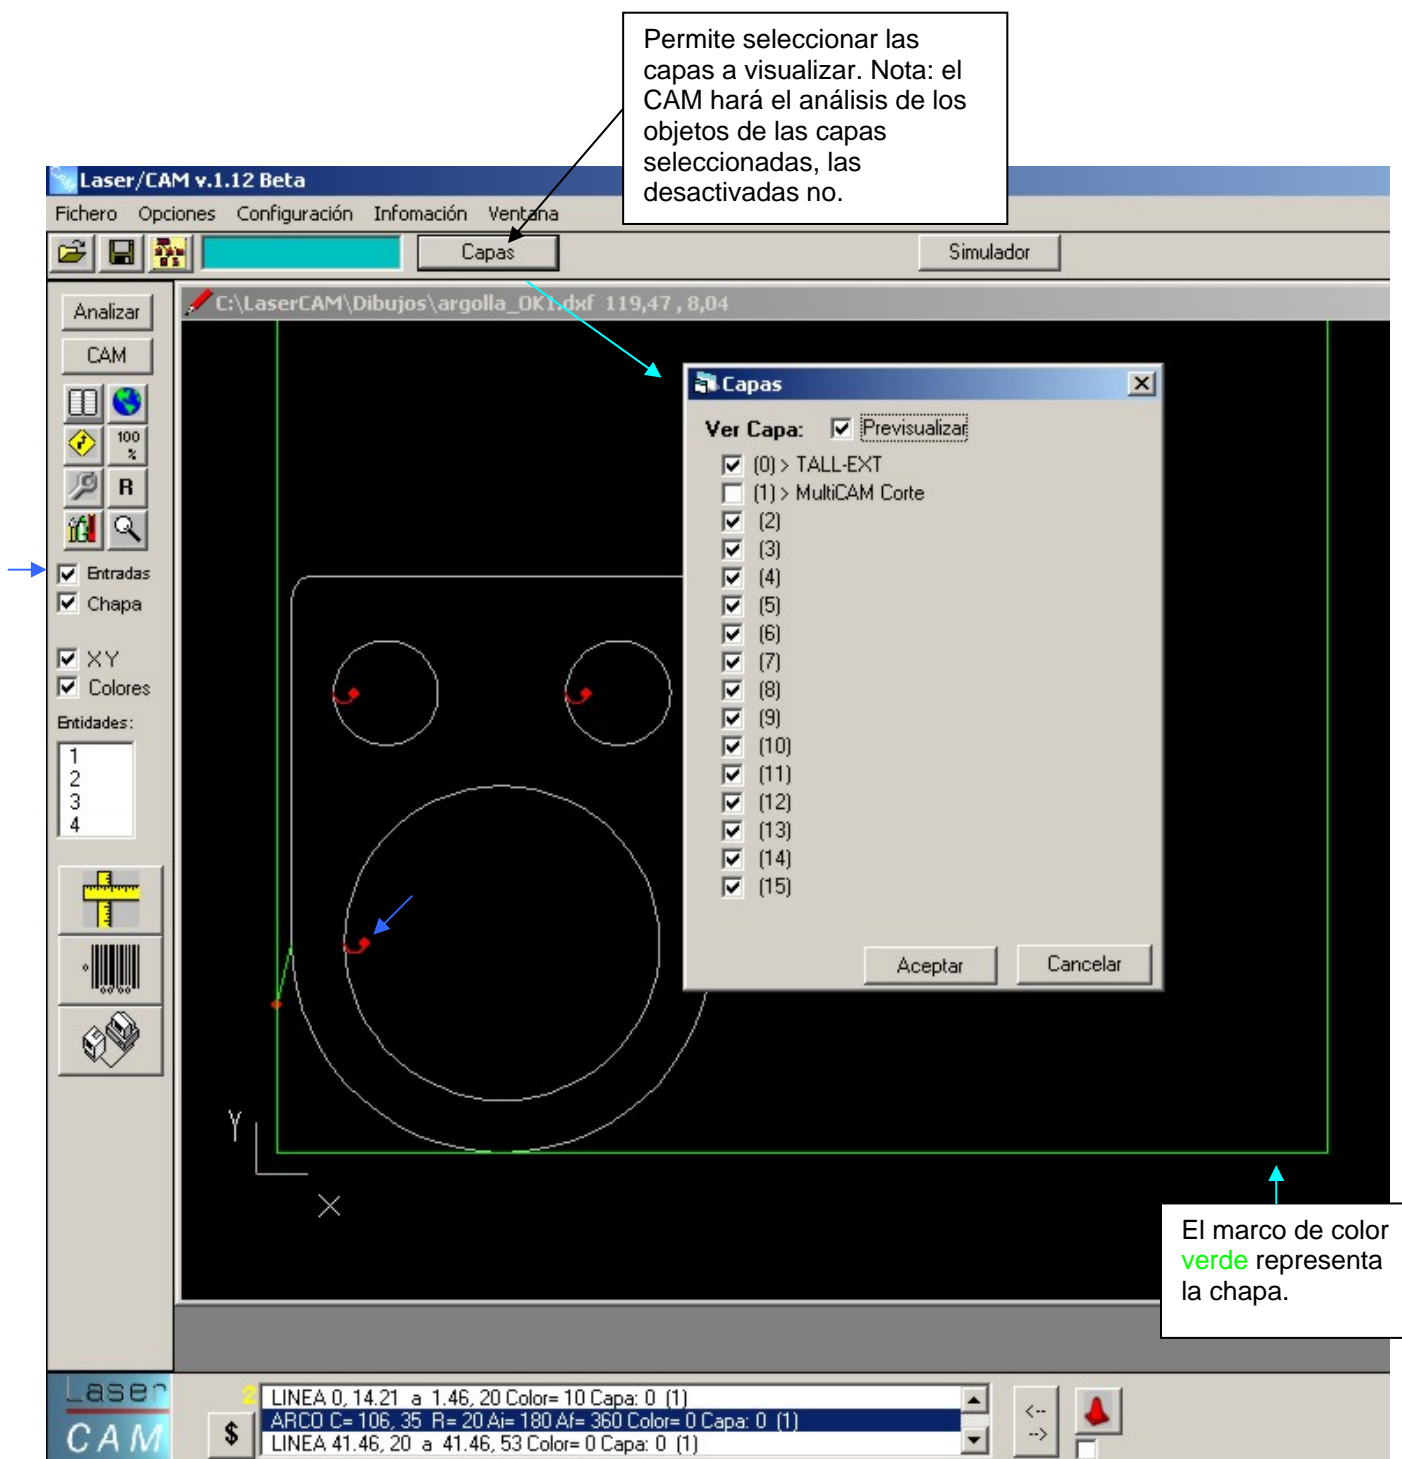 Permite seleccionar las
capas a visualizar. Nota: el
CAM hará el análisis de los
objetos de las capas
seleccionadas, las
desactivadas no.
Laser/CAM v.1.12 Beta
Fichero Opciones Configuración Infomación Ventana
Capas
Simulador
Analizar
CAM
100
%
R
Entradas
Chapa
XY
Colores
Entidades:
1
2
3
4
C:\LaserCAM\Dibujos\argolla_OK1.dxf 119,47 , 8,04
Capas
Ver Capa: Previsualizar
(0) > TALL-EXT
(1) > MultiCAM Corte
(2)
(3)
(4)
(5)
(6)
(7)
(8)
(9)
(10)
(11)
(12)
(13)
(14)
(15)
Aceptar Cancelar
Y
X
El marco de color
verde representa
la chapa.
Laser
CAM
2
$
LINEA 0, 14.21 a 1.46, 20 Color= 10 Capa: 0 (1)
ARCO C= 106, 35 R= 20 Ai= 180 Af= 360 Color= 0 Capa: 0 (1)
LINEA 41.46, 20 a 41.46, 53 Color= 0 Capa: 0 (1)
<--
-->